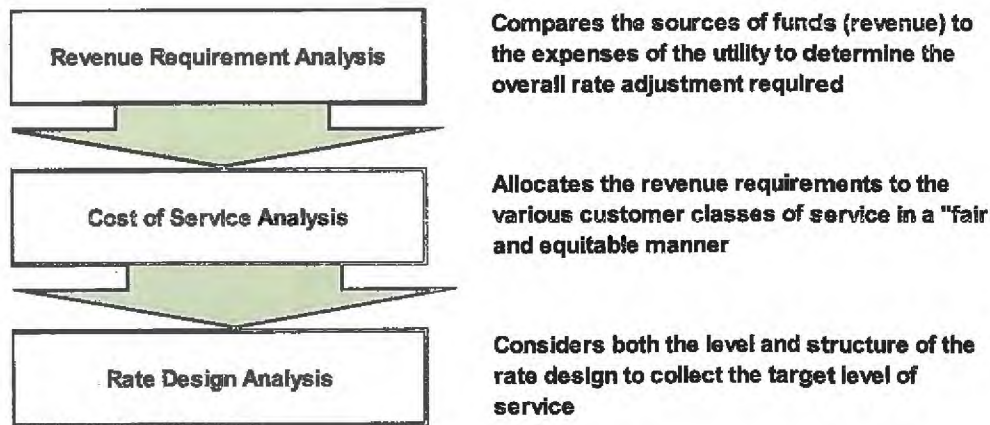 Revenue Requirement Analysis
Compares the sources of funds (revenue) to
the expenses of the utility to determine the
overall rate adjustment required
Cost of Service Analysis
Allocates the revenue requirements to the
various customer classes of service in a "fair
and equitable manner
Rate Design Analysis
Considers both the level and structure of the
rate design to collect the target level of
service